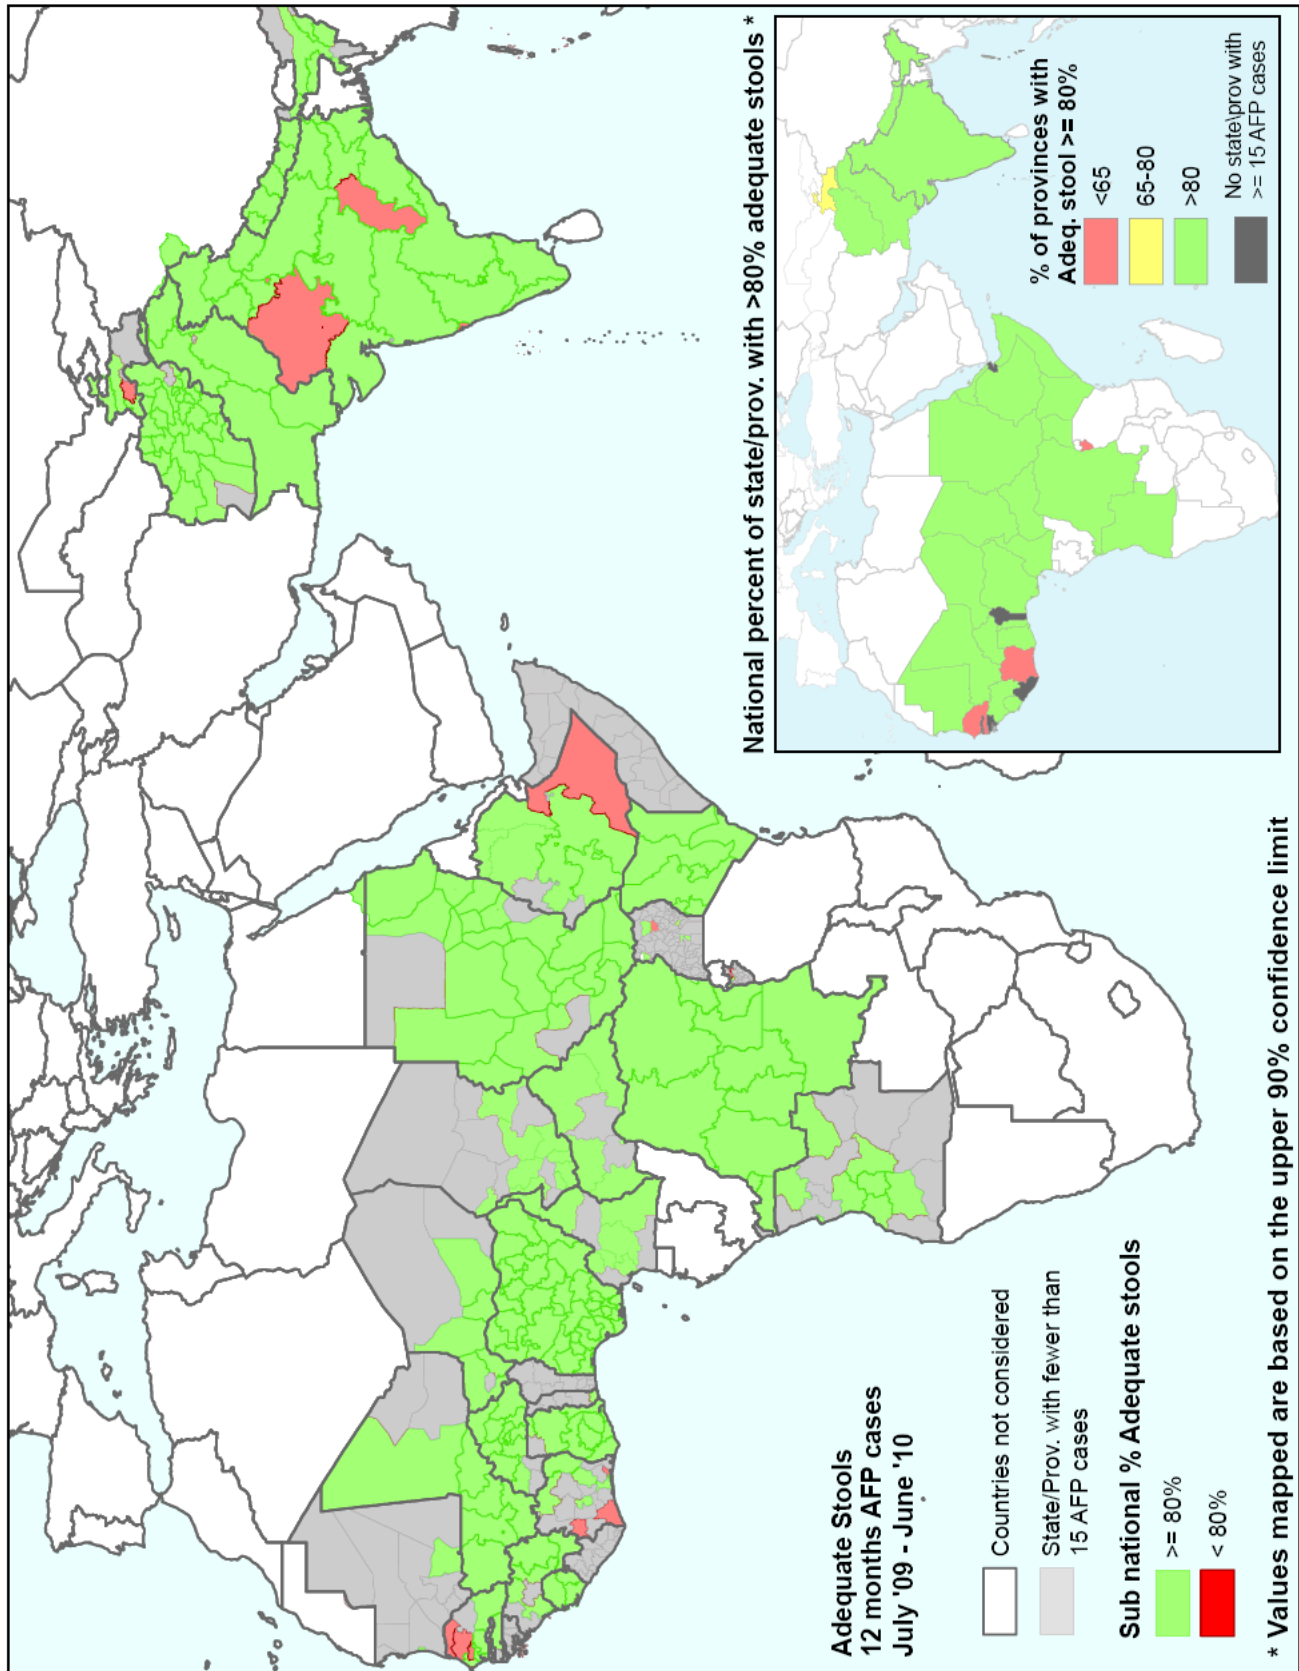 Adequate Stools
12 months AFP cases
July '09 - June '10
Countries not considered
State/Prov. with fewer than
15 AFP cases
Sub national % Adequate stools
>= 80%
< 80%
* Values mapped are based on the upper 90% confidence limit
National percent of state/prov. with >80% adequate stools *
% of provinces with
Adeq. stool >= 80%
<65
65-80
>80
No state\prov with
>= 15 AFP cases